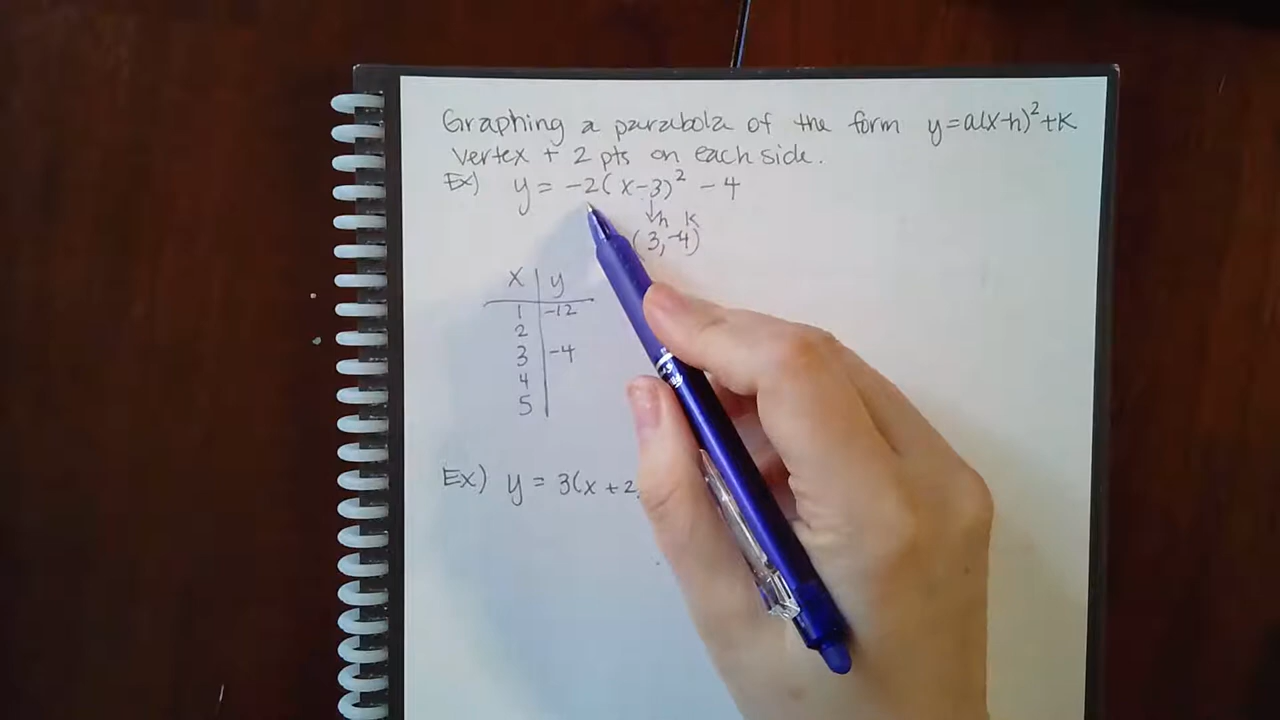 Graphing a parabola of the form y=a(x-h)²+k
vertex + 2 pts on each side.
Ex) y = -2(x-3)² - 4
h k
(3,-4)
x y
1 -12
2
3 -4
4
5
Ex) y = 3(x+2